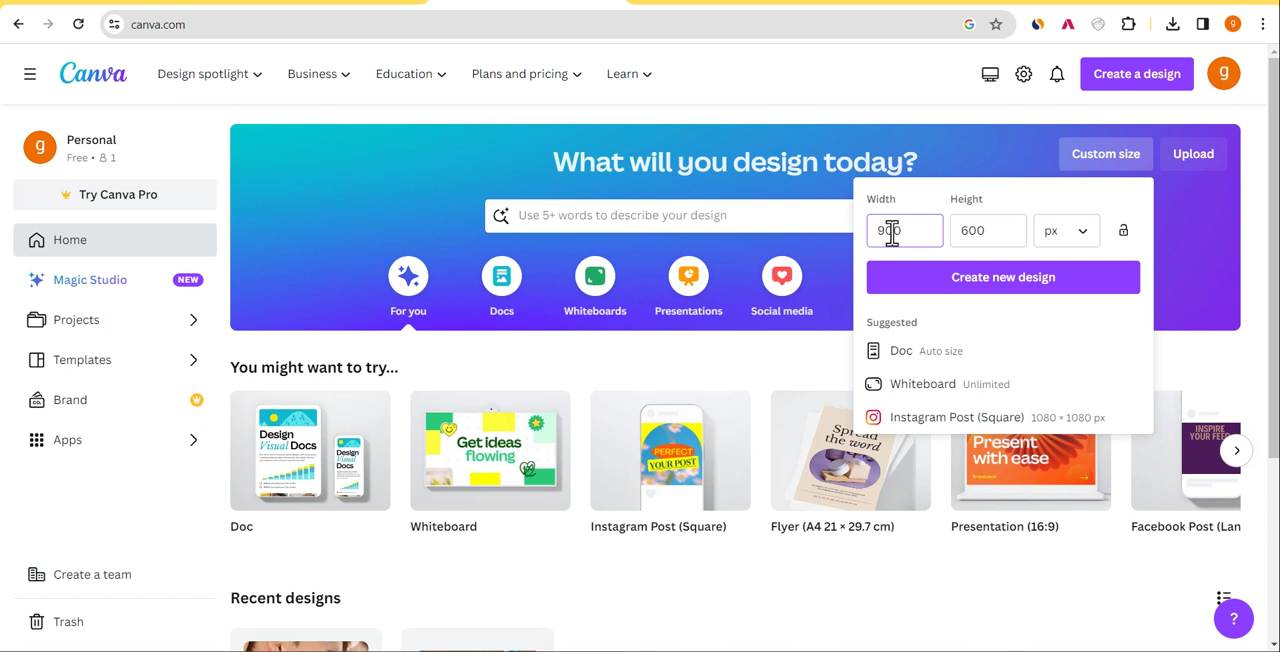 canva.com
g
Canva
Design spotlight
Business
Education
Plans and pricing
Learn
Create a design
g
g
Personal
Free • 1
Try Canva Pro
Home
Magic Studio
NEW
Projects
Templates
Brand
Apps
Create a team
Trash
What will you design today?
Custom size
Upload
Use 5+ words to describe your design
For you
Docs
Whiteboards
Presentations
Social media
Width
Height
900
600
px
Create new design
Suggested
Doc Auto size
Whiteboard Unlimited
Instagram Post (Square) 1080 × 1080 px
You might want to try...
Design
Visual Docs
Design
Visual
Docs
Get ideas
flowing
PERFECT
YOUR POST
Spread
the word
Present
with ease
INSPIRE
YOUR FEED
Doc
Whiteboard
Instagram Post (Square)
Flyer (A4 21 × 29.7 cm)
Presentation (16:9)
Facebook Post (Lan
Recent designs
?